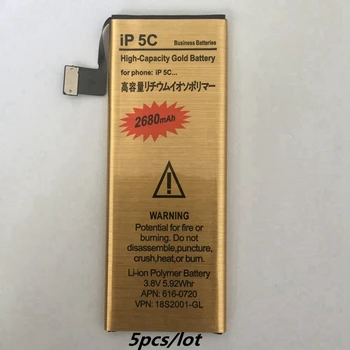 iP 5C
Business Batteries
High-Capacity Gold Battery
for phone: iP 5C...
高容量リチウムイオンポリマー
2680mAh
Potential for fire or
burning. Do not
disassemble,puncture,
crush,heat,or burn.
Li-ion Polymer Battery
3.8V 5.92Whr
APN: 616-0720
VPN: 18S2001-GL
5pcs/lot